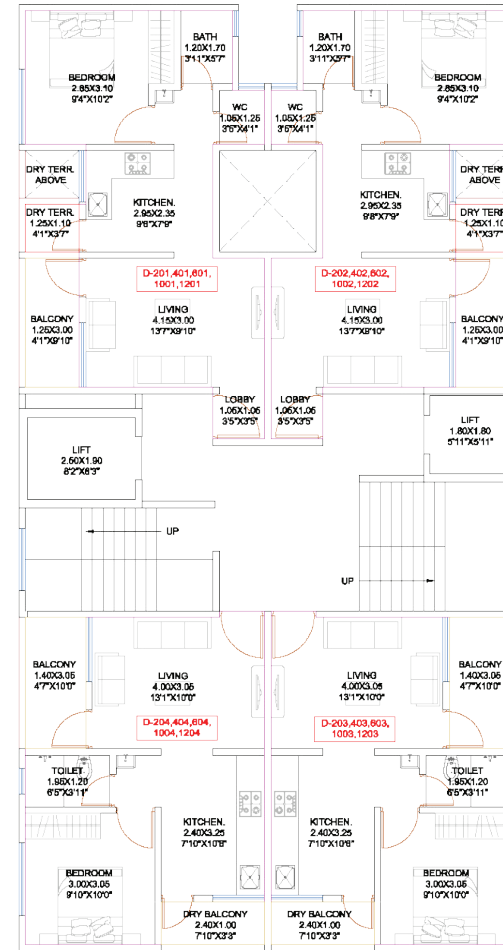 BATH
1.20X1.70
3'11"X5'7"
BATH
1.20X1.70
3'11"X5'7"
BEDROOM
2.85X3.10
9'4"X10'2"
BEDROOM
2.85X3.10
9'4"X10'2"
WC
1.05X1.25
3'5"X4'1"
WC
1.05X1.25
3'5"X4'1"
DRY TERR.
ABOVE
DRY TERR.
ABOVE
KITCHEN.
2.95X2.35
9'8"X7'9"
KITCHEN.
2.95X2.35
9'8"X7'9"
DRY TERR.
1.25X1.10
4'1"X3'7"
DRY TERR.
1.25X1.10
4'1"X3'7"
D-201,401,601,
1001,1201
D-202,402,602,
1002,1202
BALCONY
1.25X3.00
4'1"X9'10"
LIVING
4.15X3.00
13'7"X9'10"
LIVING
4.15X3.00
13'7"X9'10"
BALCONY
1.25X3.00
4'1"X9'10"
LOBBY
1.05X1.05
3'5"X3'5"
LOBBY
1.05X1.05
3'5"X3'5"
LIFT
2.50X1.90
8'2"X6'3"
LIFT
1.80X1.80
5'11"X5'11"
UP
UP
BALCONY
1.40X3.05
4'7"X10'0"
LIVING
4.00X3.05
13'1"X10'0"
LIVING
4.00X3.05
13'1"X10'0"
BALCONY
1.40X3.05
4'7"X10'0"
D-204,404,604,
1004,1204
D-203,403,603,
1003,1203
TOILET
1.95X1.20
6'5"X3'11"
TOILET
1.95X1.20
6'5"X3'11"
KITCHEN.
2.40X3.25
7'10"X10'8"
KITCHEN.
2.40X3.25
7'10"X10'8"
BEDROOM
3.00X3.05
9'10"X10'0"
BEDROOM
3.00X3.05
9'10"X10'0"
DRY BALCONY
2.40X1.00
7'10"X3'3"
DRY BALCONY
2.40X1.00
7'10"X3'3"